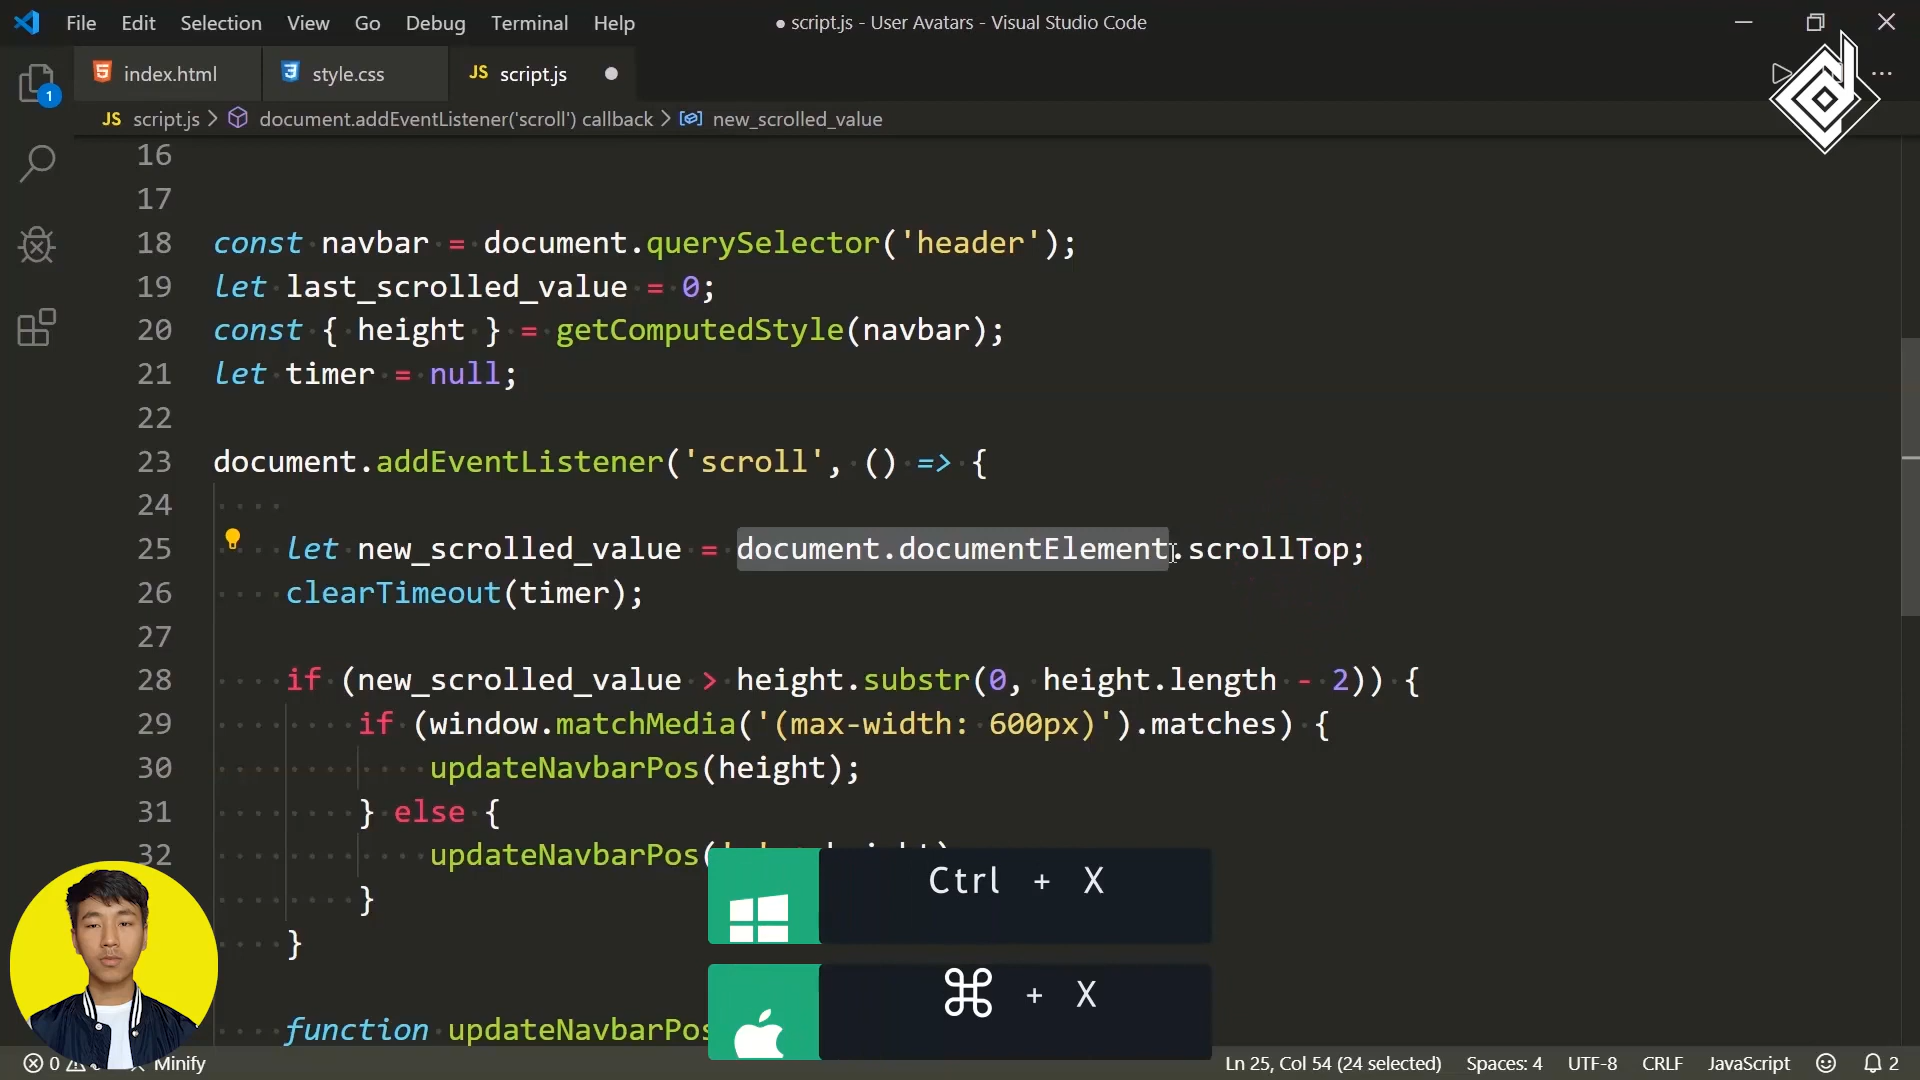 File Edit Selection View Go Debug Terminal Help
● script.js - User Avatars - Visual Studio Code
index.html
style.css
JS script.js
1
JS script.js > document.addEventListener('scroll') callback > new_scrolled_value
16
17
18 const navbar = document.querySelector('header');
19 let last_scrolled_value = 0;
20 const { height } = getComputedStyle(navbar);
21 let timer = null;
22
23 document.addEventListener('scroll', () => {
24
25 let new_scrolled_value = document.documentElement.scrollTop;
26 clearTimeout(timer);
27
28 if (new_scrolled_value > height.substr(0, height.length - 2)) {
29 if (window.matchMedia('(max-width: 600px)').matches) {
30 updateNavbarPos(height);
31 } else {
32 updateNavbarPos(
}
}
function updateNavbarPos
Ctrl + X
⌘ + X
0
Minify
Ln 25, Col 54 (24 selected) Spaces: 4 UTF-8 CRLF JavaScript 2